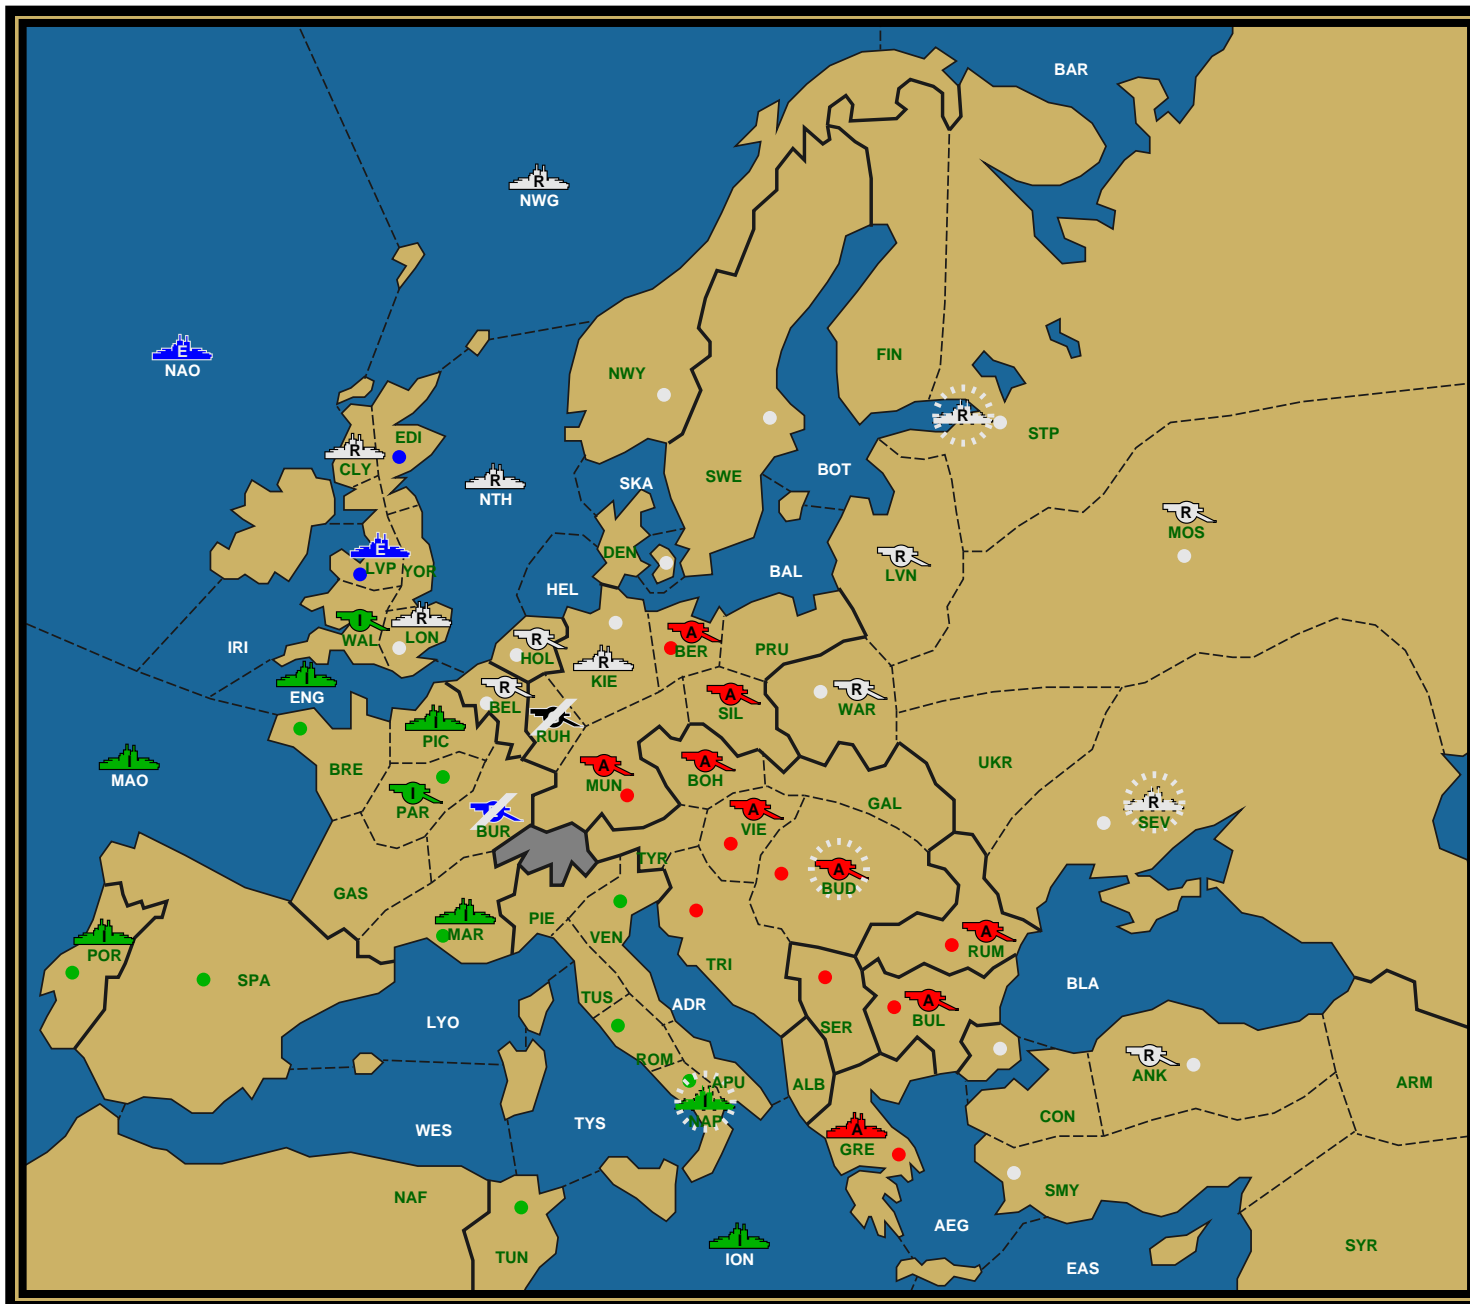 BAR
R
NWG
E
NAO
FIN
NWY
R
STP
EDI
R
CLY
SKA
BOT
SWE
R
NTH
R
MOS
DEN
R
LVN
E
LVP
YOR
HEL
BAL
I
WAL
R
LON
A
BER
PRU
R
HOL
IRI
R
KIE
I
ENG
R
BEL
A
SIL
R
WAR
I
PIC
RUH
I
MAO
BRE
A
MUN
A
BOH
UKR
I
PAR
BUR
A
VIE
GAL
R
SEV
TYR
A
BUD
GAS
I
MAR
PIE
VEN
I
POR
A
RUM
SPA
TRI
BLA
TUS
ADR
A
BUL
LYO
SER
ROM
R
ANK
APU
ALB
ARM
I
NAP
CON
WES
TYS
A
GRE
SMY
NAF
AEG
I
ION
TUN
SYR
EAS